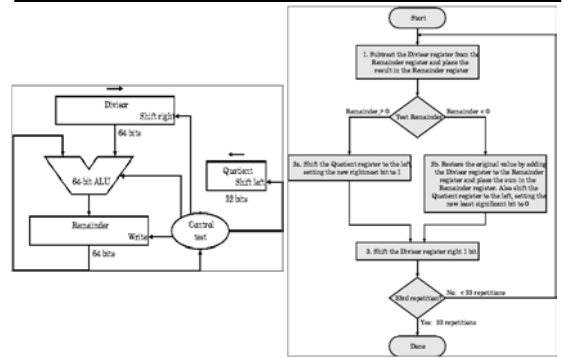 Divisor
Shift right
64 bits
64-bit ALU
Quotient
Shift left
32 bits
Remainder
Write
Control
test
64 bits
Start
1. Subtract the Divisor register from the
Remainder register and place the
result in the Remainder register
Remainder > 0
Remainder < 0
Test Remainder
2a. Shift the Quotient register to the left,
setting the new rightmost bit to 1
2b. Restore the original value by adding
the Divisor register to the Remainder
register and place the sum in the
Remainder register. Also shift the
Quotient register to the left, setting the
new least significant bit to 0
3. Shift the Divisor register right 1 bit
33rd repetition?
No: < 33 repetitions
Yes: 33 repetitions
Done